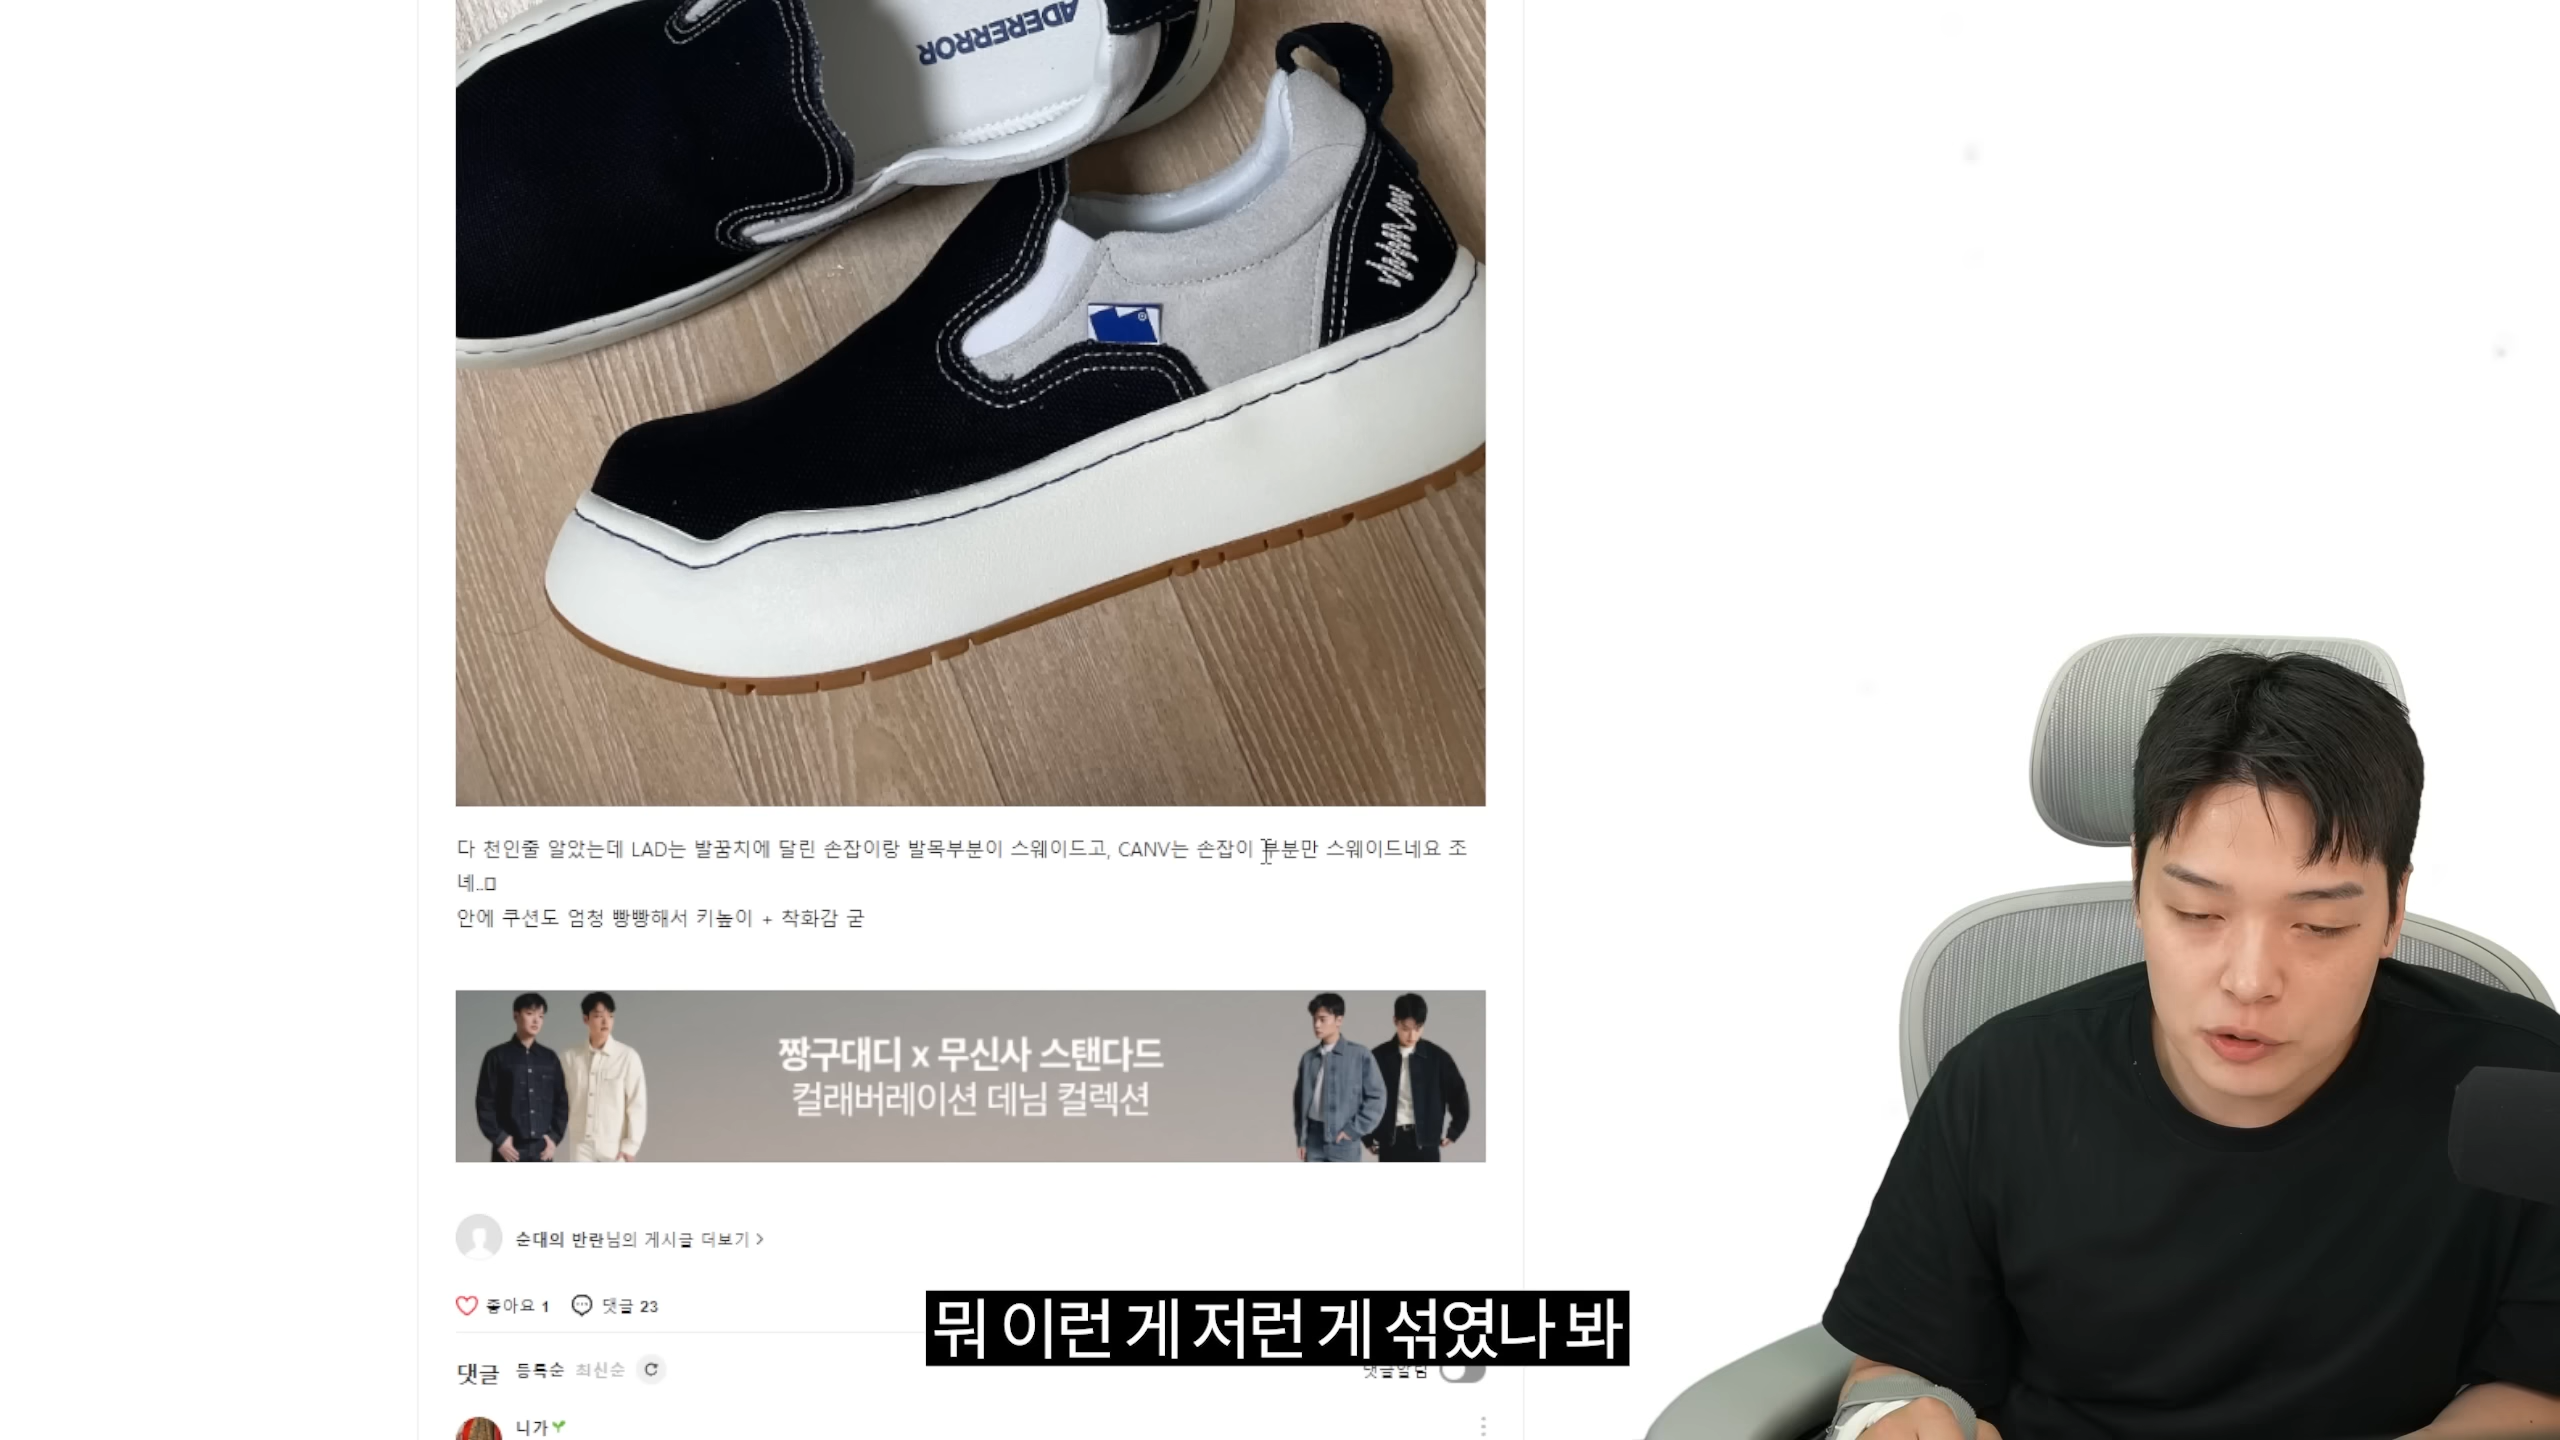 ADERERROR
다 천인줄 알았는데 LAD는 발꿈치에 달린 손잡이랑 발목부분이 스웨이드고, CANV는 손잡이 부분만 스웨이드네요 조
녜..ㅁ
안에 쿠션도 엄청 빵빵해서 키높이 + 착화감 굳
짱구대디 x 무신사 스탠다드
컬래버레이션 데님 컬렉션
순대의 반란님의 게시글 더보기 >
좋아요 1 댓글 23
뭐 이런 게 저런 게 섞였나 봐
댓글 등록순 최신순 댓글알림
니가